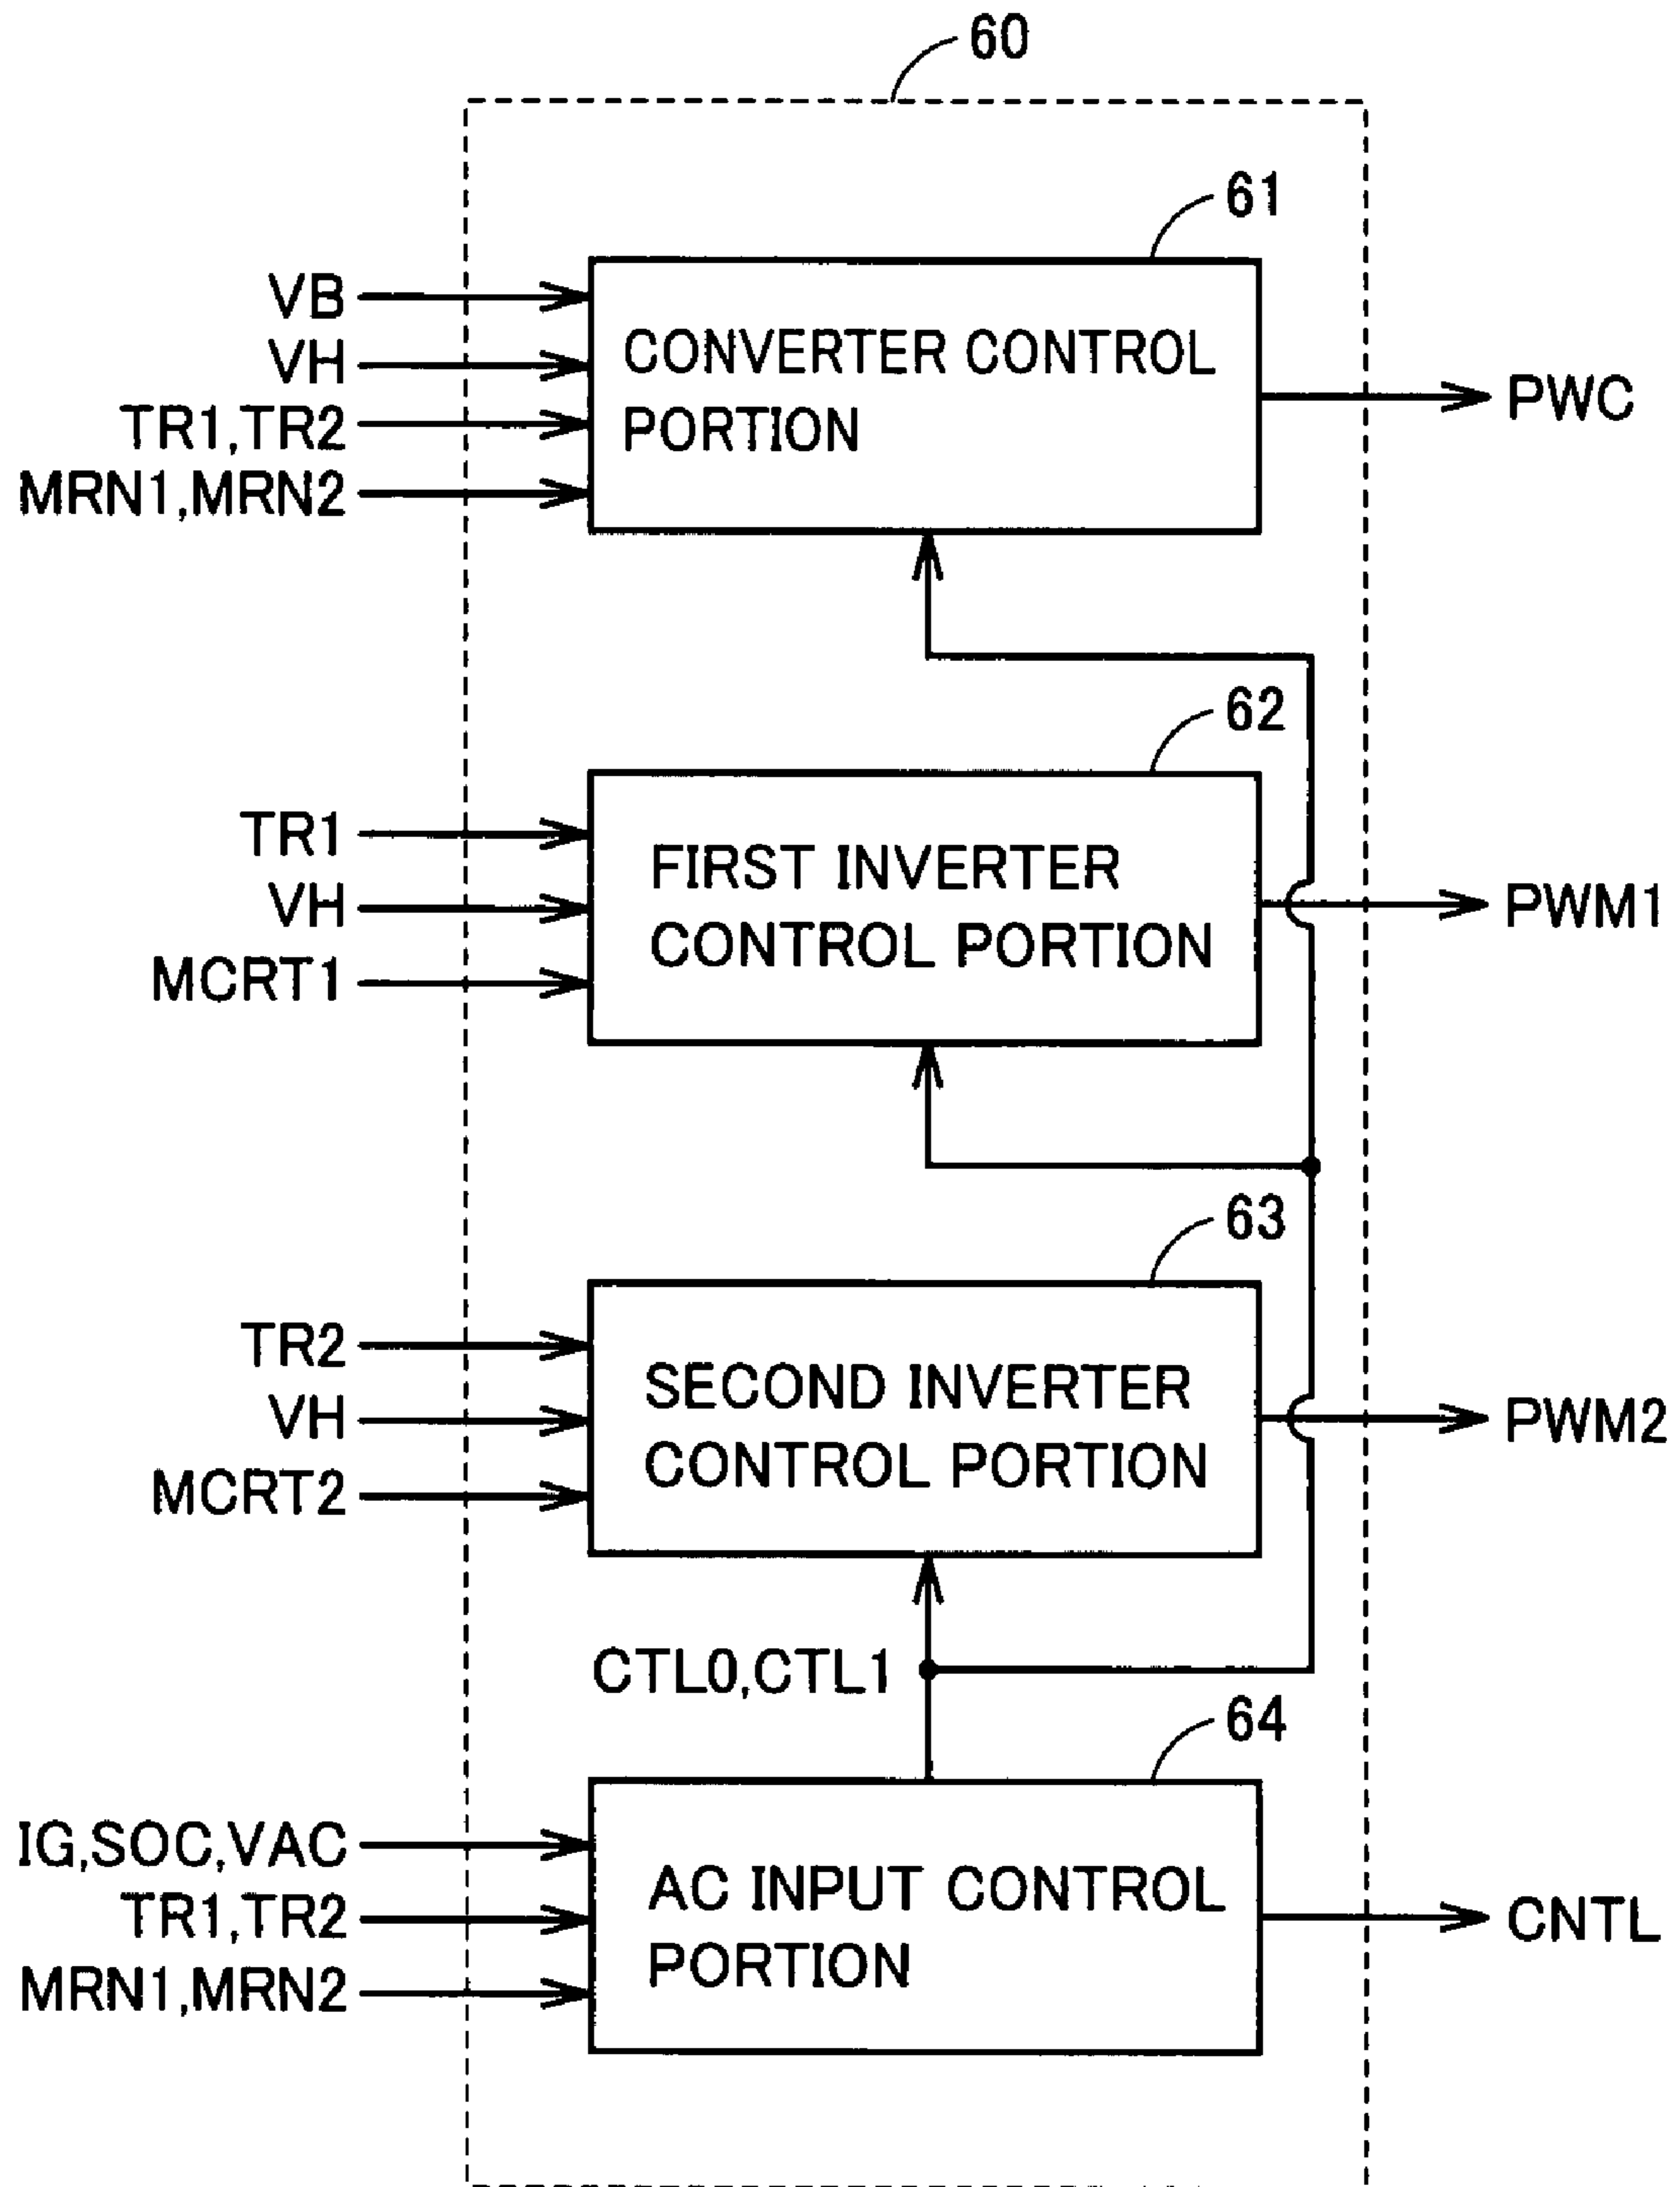 60
61
VB
VH
TR1,TR2
MRN1,MRN2
CONVERTER CONTROL
PORTION
PWC
62
TR1
VH
MCRT1
FIRST INVERTER
CONTROL PORTION
PWM1
63
TR2
VH
MCRT2
SECOND INVERTER
CONTROL PORTION
PWM2
CTL0,CTL1
64
IG,SOC,VAC
TR1,TR2
MRN1,MRN2
AC INPUT CONTROL
PORTION
CNTL